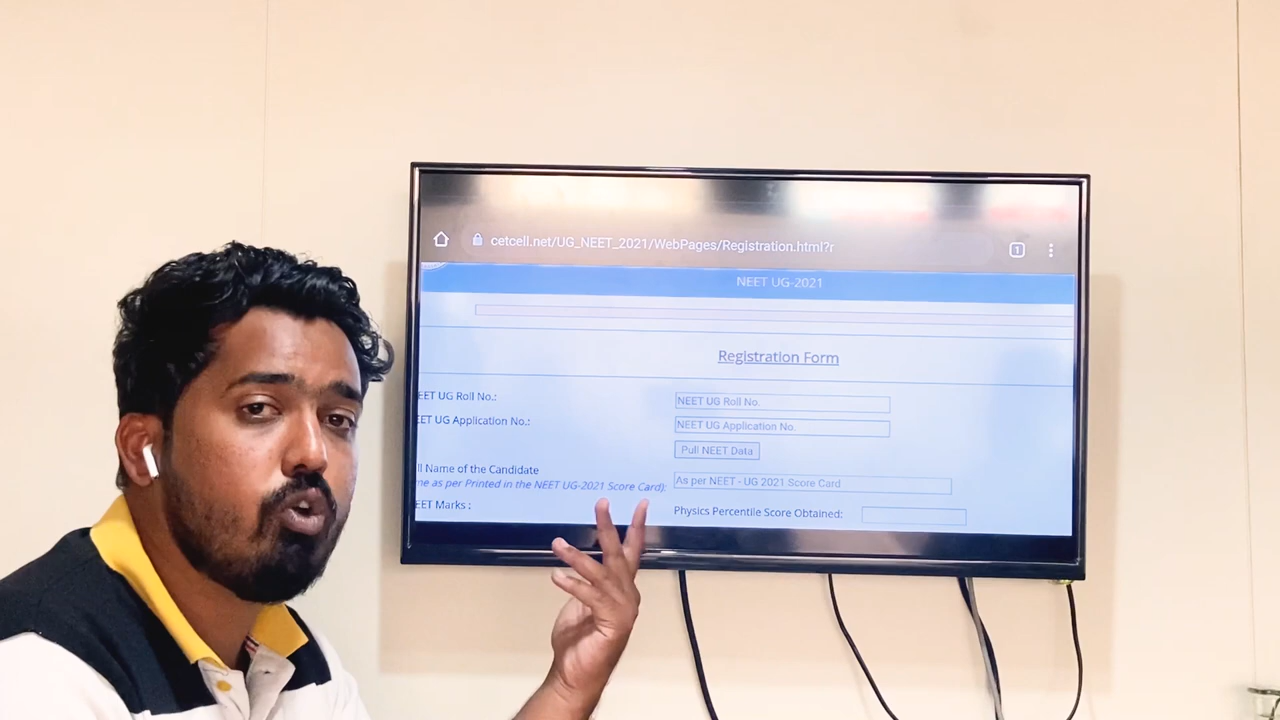 cetcell.net/UG_NEET_2021/WebPages/Registration.html?r
1
NEET UG-2021
Registration Form
EET UG Roll No.:
NEET UG Roll No.
EET UG Application No.:
NEET UG Application No.
Pull NEET Data
ll Name of the Candidate
me as per Printed in the NEET UG-2021 Score Card):
As per NEET - UG 2021 Score Card
EET Marks :
Physics Percentile Score Obtained: